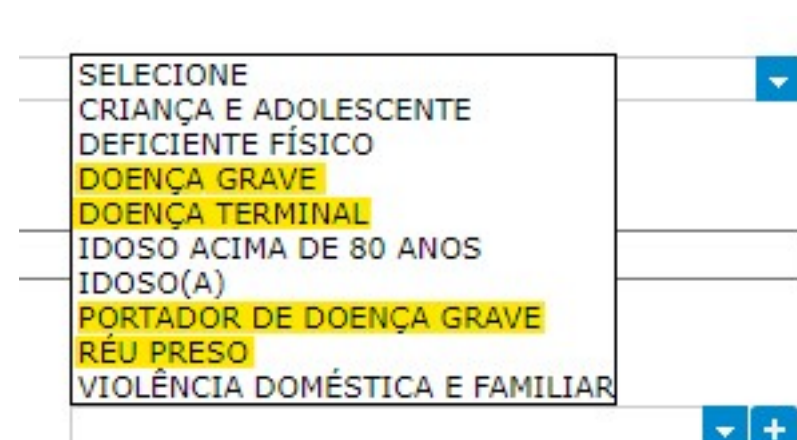 SELECIONE
CRIANÇA E ADOLESCENTE
DEFICIENTE FÍSICO
DOENÇA GRAVE
DOENÇA TERMINAL
IDOSO ACIMA DE 80 ANOS
IDOSO(A)
PORTADOR DE DOENÇA GRAVE
RÉU PRESO
VIOLÊNCIA DOMÉSTICA E FAMILIAR